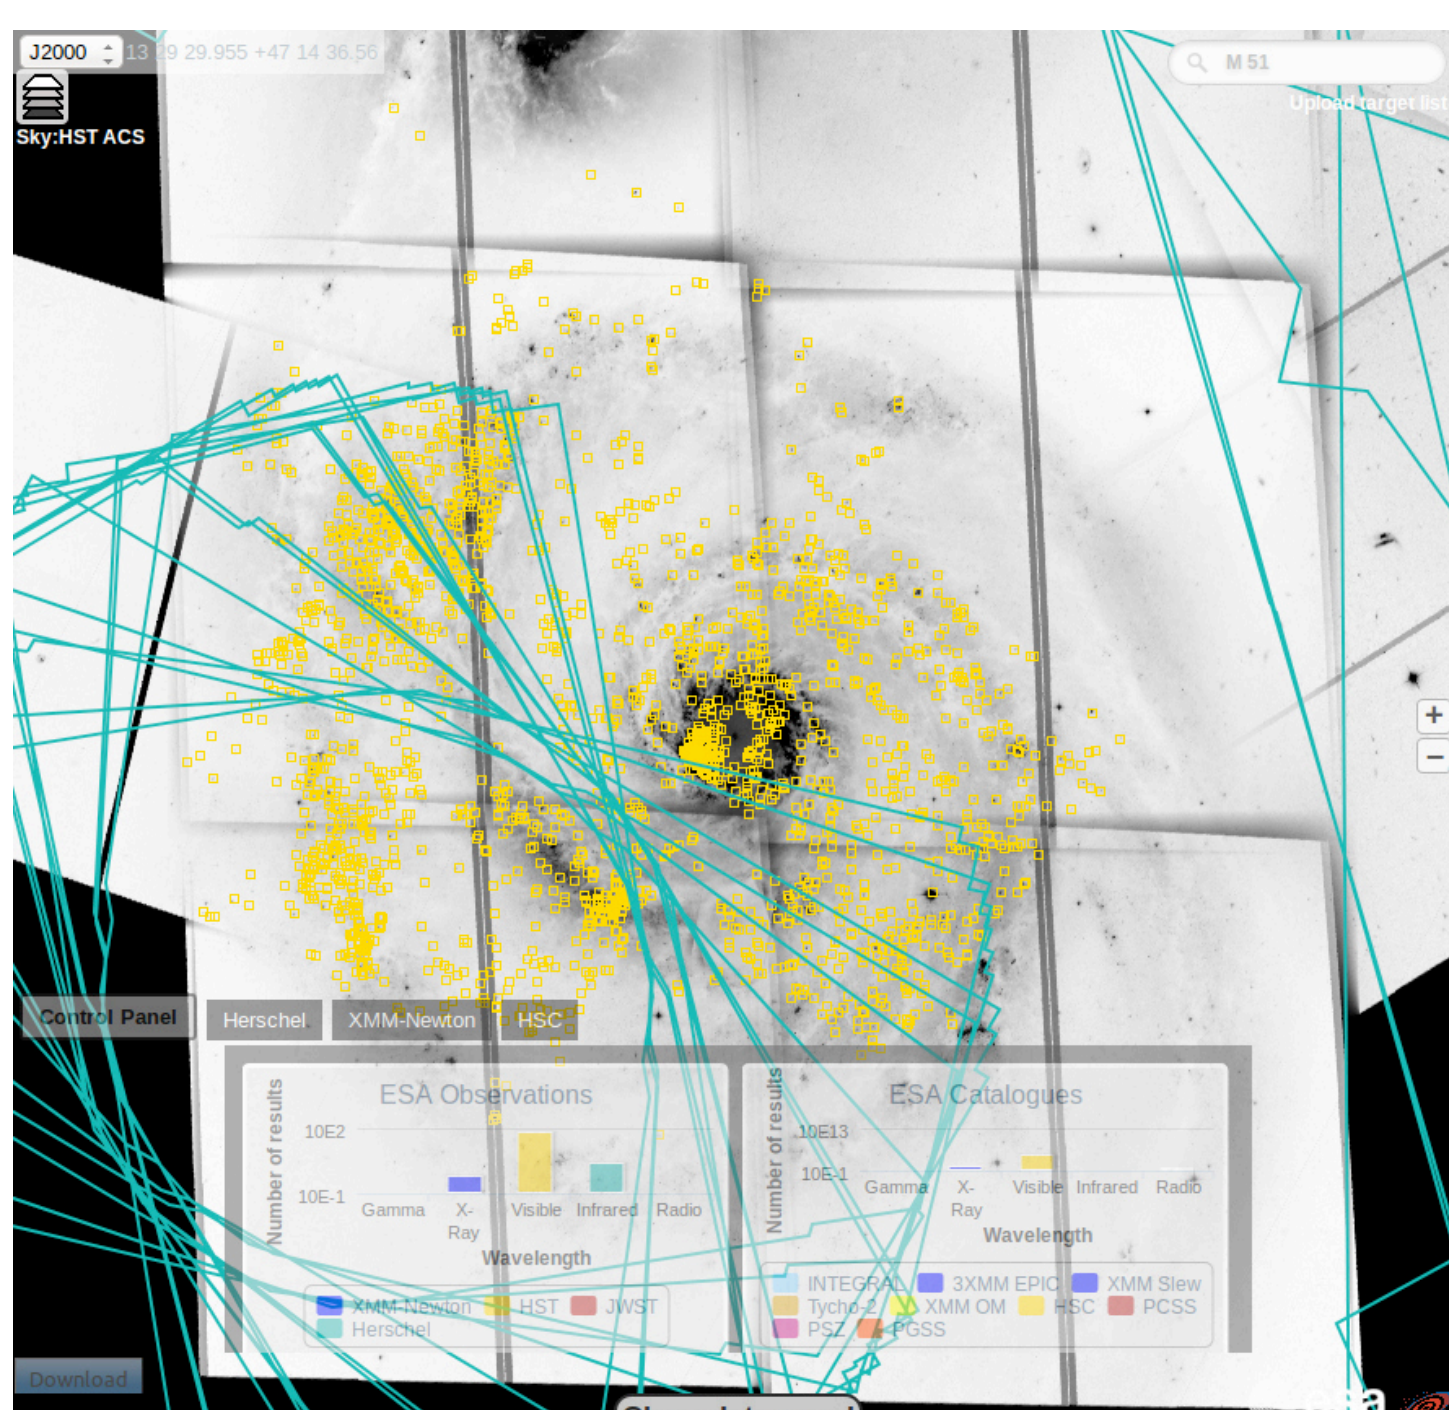 J2000 13 29 29.955 +47 14 36.56
M 51
Upload target list
Sky:HST ACS
+
−
Control Panel
Herschel
XMM-Newton
HSC
ESA Observations
Number of results
10E2
10E-1
Gamma
X-
Ray
Visible
Infrared
Radio
Wavelength
XMM-Newton HST JWST
Herschel
ESA Catalogues
Number of results
10E13
10E-1
Gamma
X-
Ray
Visible
Infrared
Radio
Wavelength
INTEGRAL 3XMM EPIC XMM Slew
Tycho-2 XMM OM HSC PCSS
PSZ PGSS
Download
esa